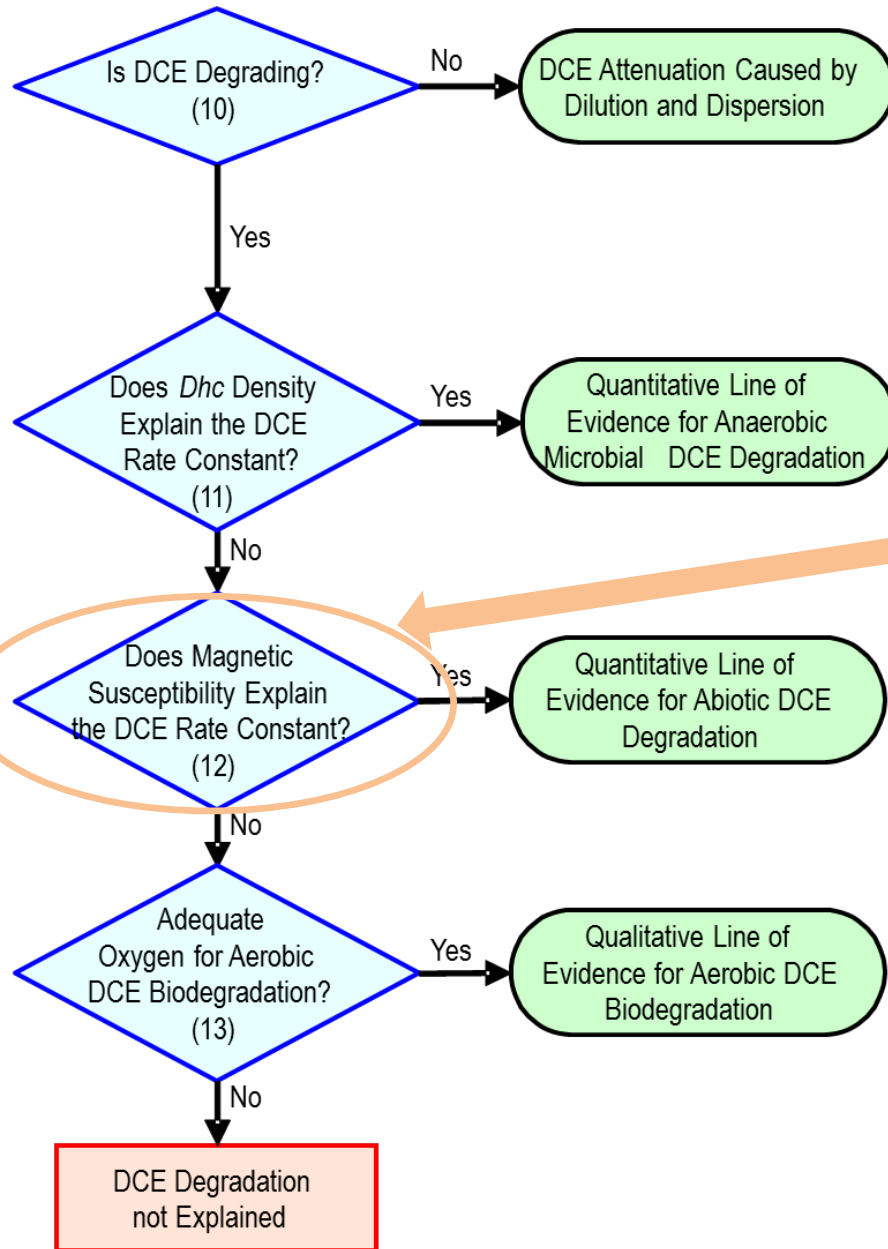 Is DCE Degrading?
(10)
No
DCE Attenuation Caused by
Dilution and Dispersion
Yes
Does Dhc Density
Explain the DCE
Rate Constant?
(11)
Yes
Quantitative Line of
Evidence for Anaerobic
Microbial DCE Degradation
No
Does Magnetic
Susceptibility Explain
the DCE Rate Constant?
(12)
Yes
Quantitative Line of
Evidence for Abiotic DCE
Degradation
No
Adequate
Oxygen for Aerobic
DCE Biodegradation?
(13)
Yes
Qualitative Line of
Evidence for Aerobic DCE
Biodegradation
No
DCE Degradation
not Explained